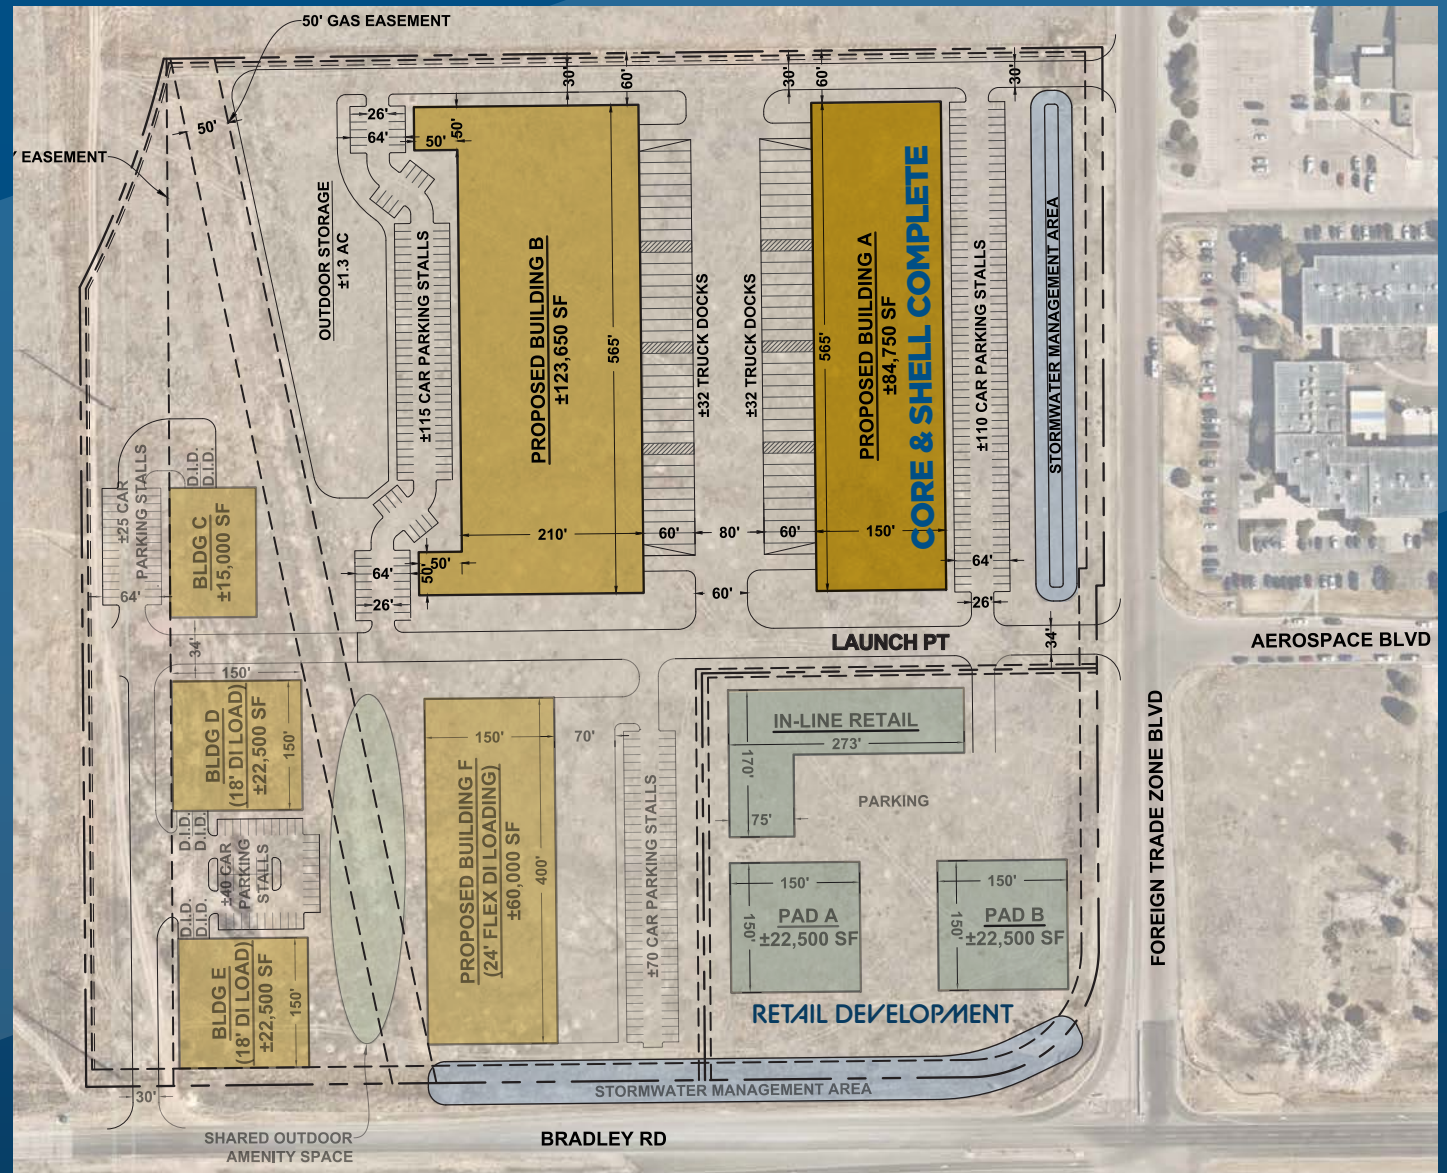 50' GAS EASEMENT
30'
60'
30'
60'
30'
50'
Y EASEMENT
26'
64'
50'
50'
OUTDOOR STORAGE
±1.3 AC
±115 CAR PARKING STALLS
PROPOSED BUILDING B
±123,650 SF
565'
±32 TRUCK DOCKS
±32 TRUCK DOCKS
565'
PROPOSED BUILDING A
±84,750 SF
CORE & SHELL COMPLETE
±110 CAR PARKING STALLS
STORMWATER MANAGEMENT AREA
210'
60'
80'
60'
150'
64'
50'
50'
64'
26'
60'
26'
34'
±25 CAR
PARKING STALLS
D.I.D.
D.I.D.
BLDG C
±15,000 SF
64'
34'
LAUNCH PT
AEROSPACE BLVD
FOREIGN TRADE ZONE BLVD
150'
BLDG D
(18' DI LOAD)
±22,500 SF
150'
D.I.D.
D.I.D.
±40 CAR
PARKING
STALLS
D.I.D.
D.I.D.
BLDG E
(18' DI LOAD)
±22,500 SF
150'
30'
150'
70'
PROPOSED BUILDING F
(24' FLEX DI LOADING)
±60,000 SF
400'
±70 CAR PARKING STALLS
IN-LINE RETAIL
273'
170'
75'
PARKING
150'
150'
PAD A
±22,500 SF
150'
150'
PAD B
±22,500 SF
RETAIL DEVELOPMENT
STORMWATER MANAGEMENT AREA
SHARED OUTDOOR
AMENITY SPACE
BRADLEY RD